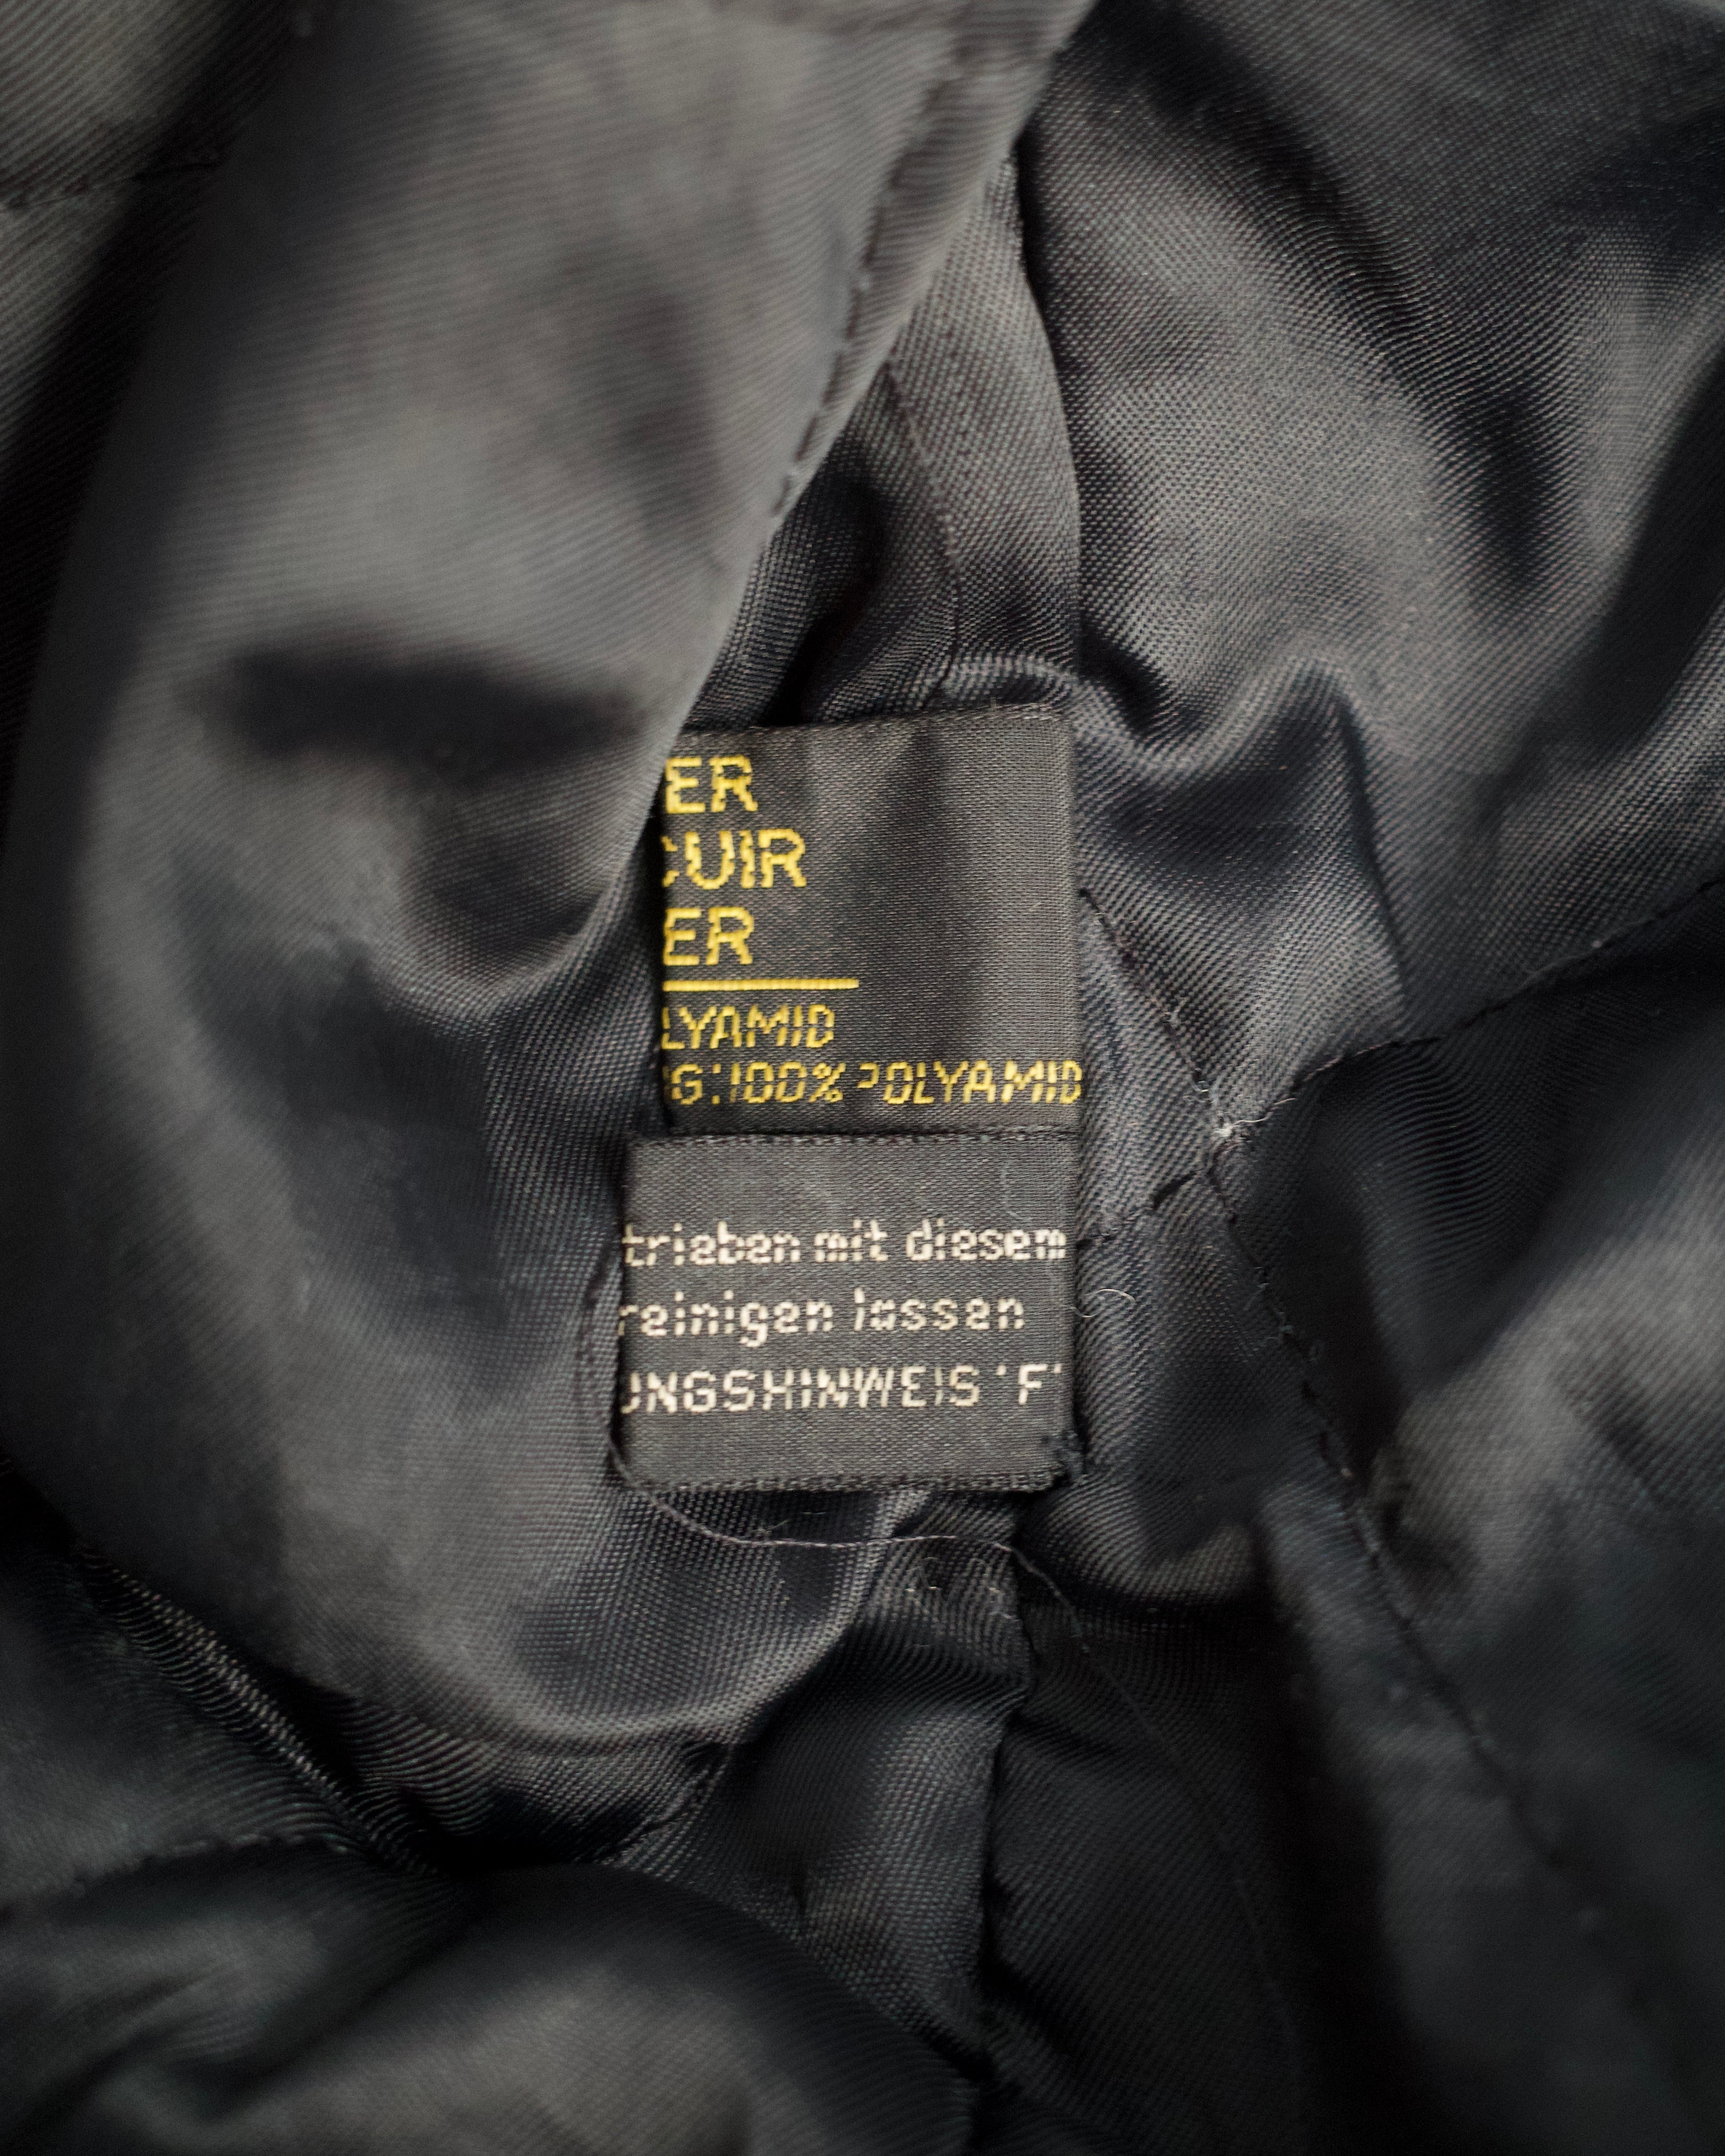 ER
CUIR
ER
LYAMID
G:100% POLYAMID
trieben mit diesem
reinigen lassen
UNGSHINWEIS 'F'